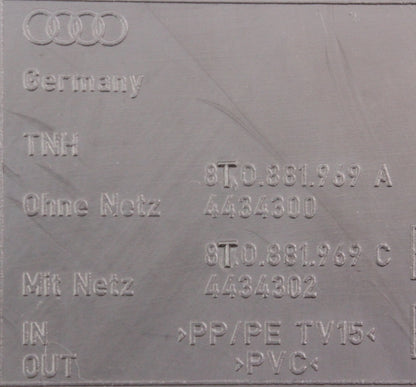 Germany
TNH
8T0.881.969 A
Ohne Netz 4434300
8T0.881.969 C
Mit Netz 4434302
IN >PP/PE TV15<
OUT >PVC<